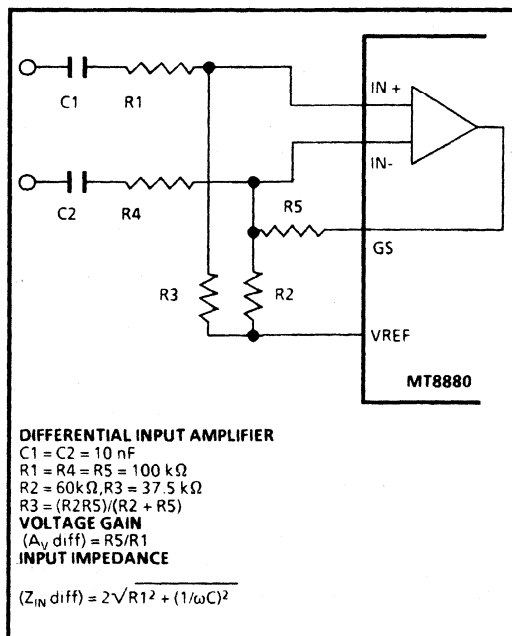 C1 R1
IN +
IN-
C2 R4
R5
GS
R3 R2
VREF
MT8880
DIFFERENTIAL INPUT AMPLIFIER
C1 = C2 = 10 nF
R1 = R4 = R5 = 100 kΩ
R2 = 60kΩ, R3 = 37.5 kΩ
R3 = (R2R5)/(R2 + R5)
VOLTAGE GAIN
(AV diff) = R5/R1
INPUT IMPEDANCE
(ZIN diff) = 2√R1² + (1/ωC)²